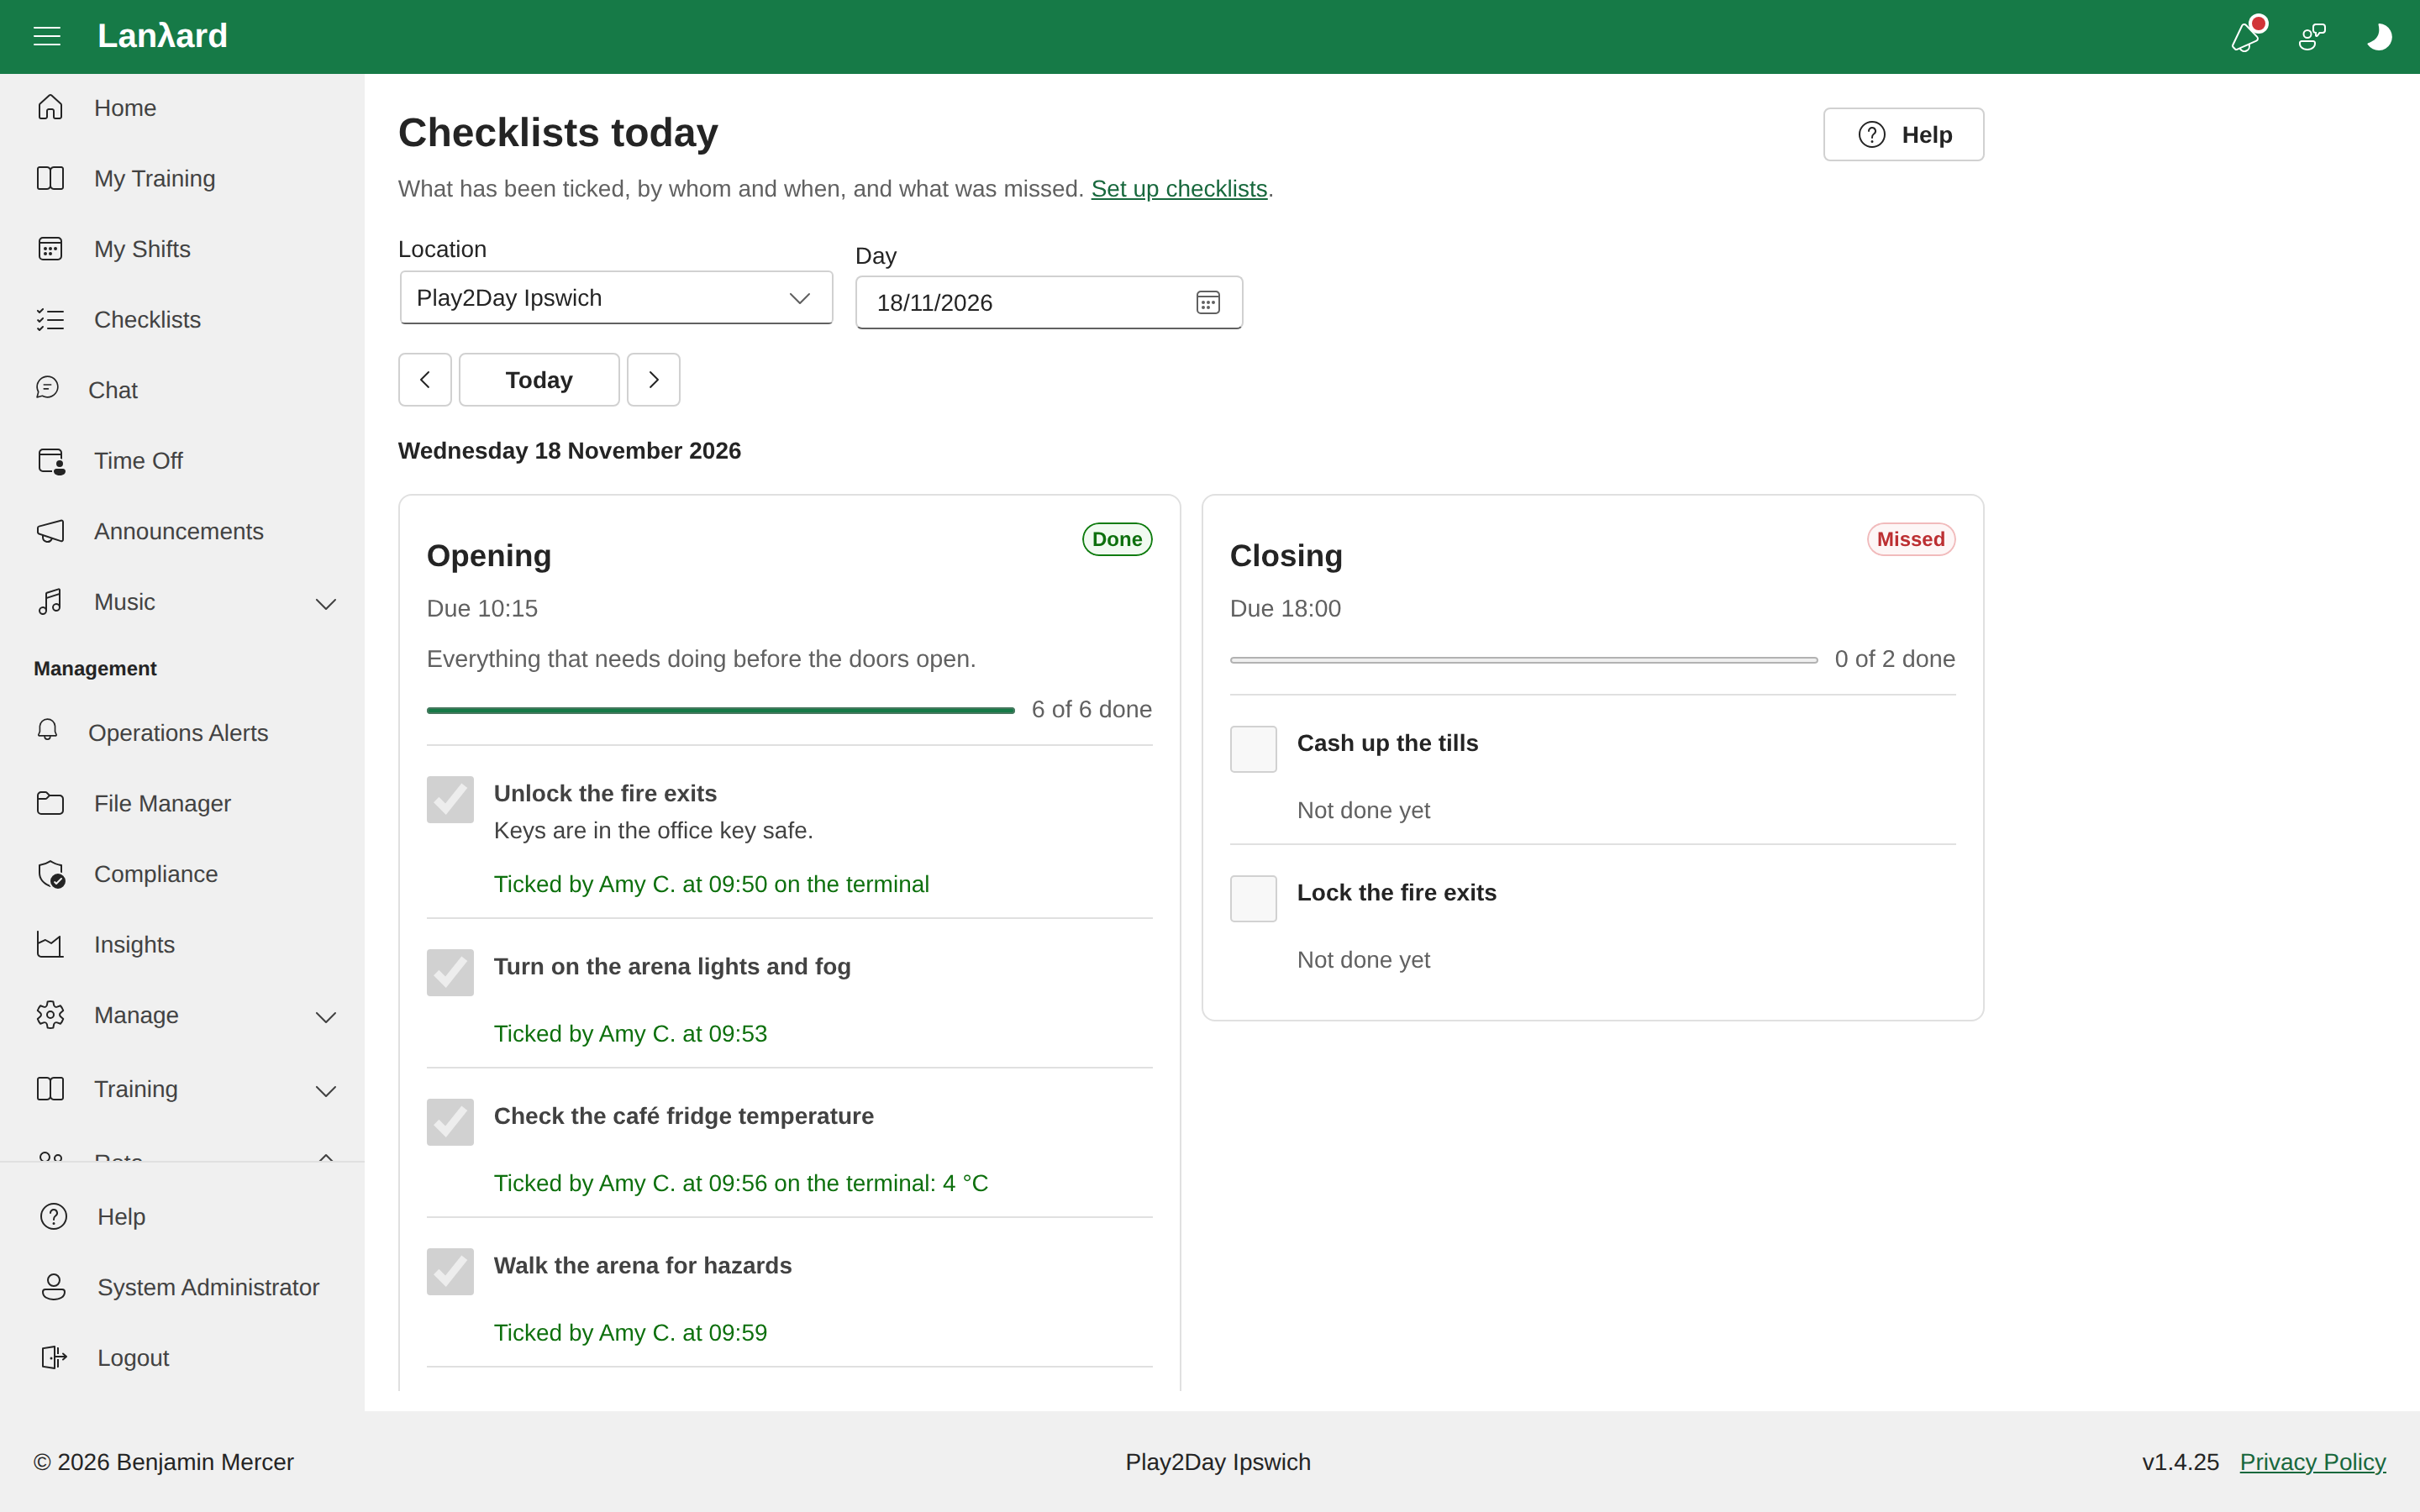 Lanλard
Home
My Training
My Shifts
Checklists
Chat
Time Off
Announcements
Music
Management
Operations Alerts
File Manager
Compliance
Insights
Manage
Training
Rota
Help
System Administrator
Logout
Checklists today
Help
What has been ticked, by whom and when, and what was missed. Set up checklists.
Location
Play2Day Ipswich
Day
18/11/2026
Today
Wednesday 18 November 2026
Opening
Done
Due 10:15
Everything that needs doing before the doors open.
6 of 6 done
Unlock the fire exits
Keys are in the office key safe.
Ticked by Amy C. at 09:50 on the terminal
Turn on the arena lights and fog
Ticked by Amy C. at 09:53
Check the café fridge temperature
Ticked by Amy C. at 09:56 on the terminal: 4 °C
Walk the arena for hazards
Ticked by Amy C. at 09:59
Closing
Missed
Due 18:00
0 of 2 done
Cash up the tills
Not done yet
Lock the fire exits
Not done yet
© 2026 Benjamin Mercer
Play2Day Ipswich
v1.4.25
Privacy Policy